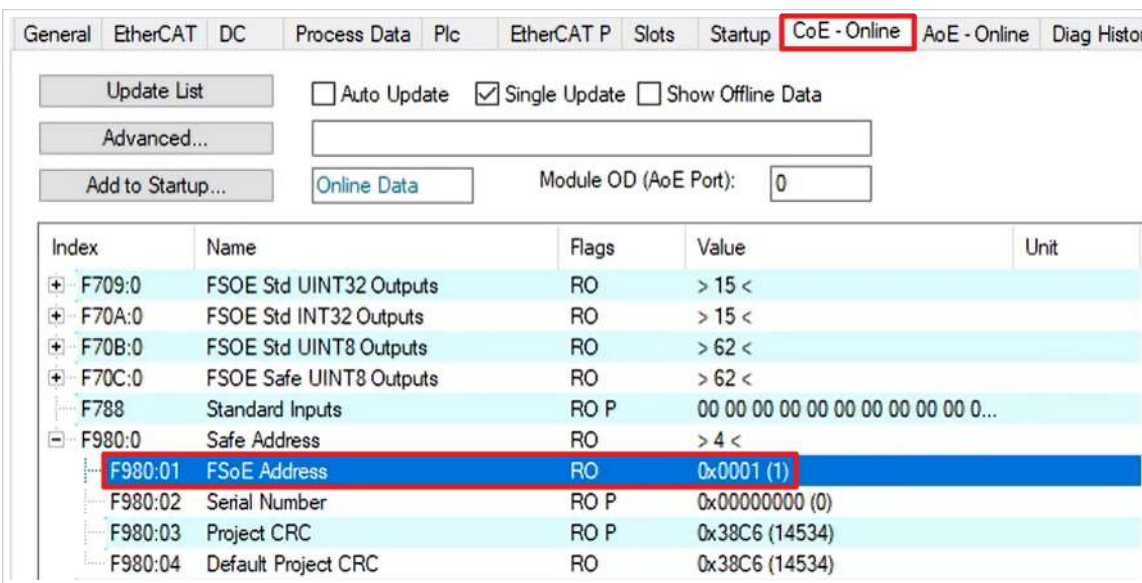 General EtherCAT DC Process Data Plc EtherCAT P Slots Startup CoE - Online AoE - Online Diag Histor
Update List Auto Update Single Update Show Offline Data
Advanced...
Add to Startup... Online Data Module OD (AoE Port): 0
Index Name Flags Value Unit
F709:0 FSOE Std UINT32 Outputs RO > 15 <
F70A:0 FSOE Std INT32 Outputs RO > 15 <
F70B:0 FSOE Std UINT8 Outputs RO > 62 <
F70C:0 FSOE Safe UINT8 Outputs RO > 62 <
F788 Standard Inputs RO P 00 00 00 00 00 00 00 00 00 00 0...
F980:0 Safe Address RO > 4 <
F980:01 FSoE Address RO 0x0001 (1)
F980:02 Serial Number RO P 0x00000000 (0)
F980:03 Project CRC RO P 0x38C6 (14534)
F980:04 Default Project CRC RO 0x38C6 (14534)